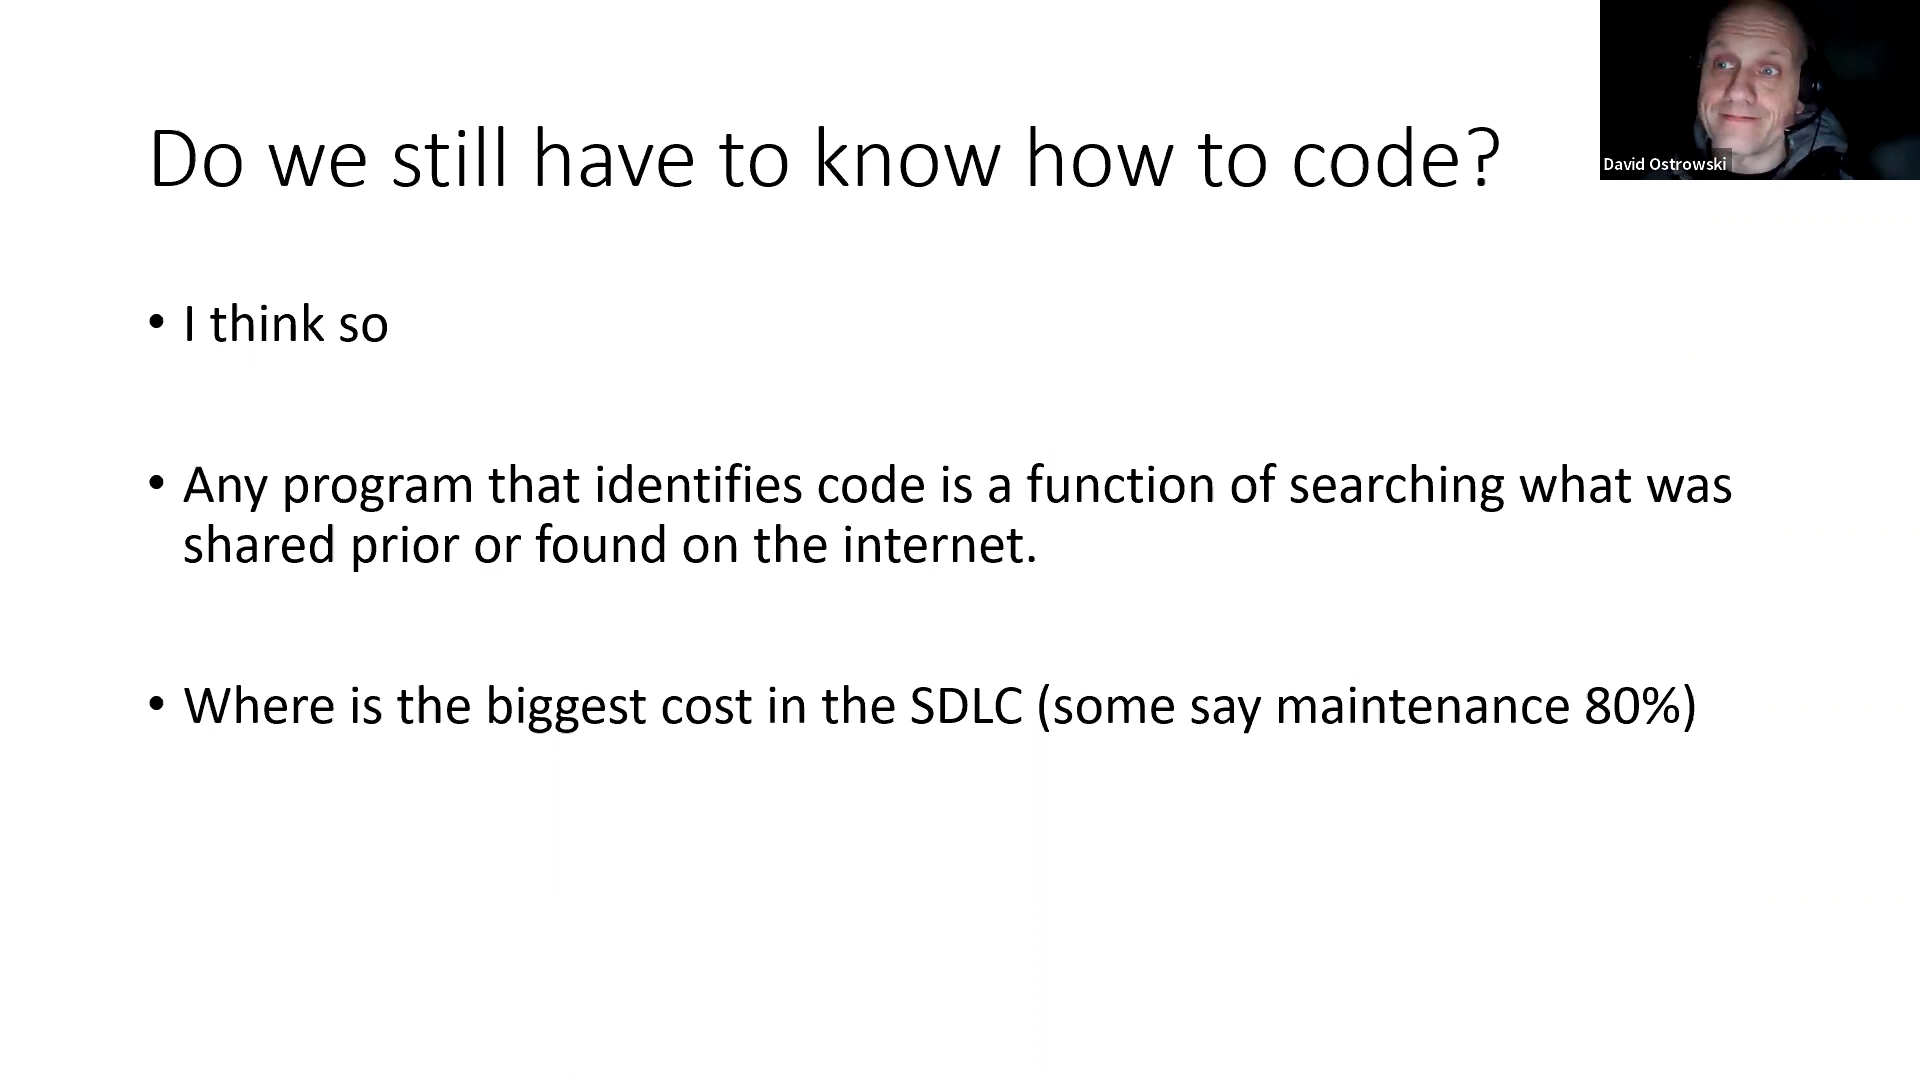 Do we still have to know how to code?
David Ostrowski
• I think so
• Any program that identifies code is a function of searching what was
shared prior or found on the internet.
• Where is the biggest cost in the SDLC (some say maintenance 80%)